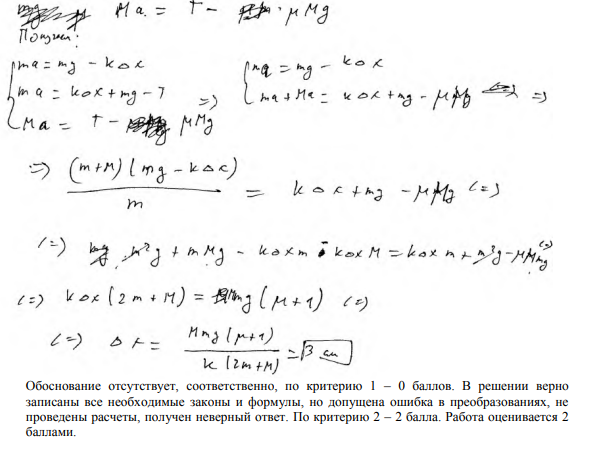 Ma = T - μMg
Получаем:
ma = mg - kΔx
ma = kΔx + mg - T
Ma = T - μMg
=>
ma = mg - kΔx
ma + Ma = kΔx + mg - μMg
=>
=> (m+M)(mg - kΔx) / m = kΔx + mg - μMg (=)
(=) m²g + mMg - kΔxm - kΔxM = kΔxm + m²g - μMmg (=)
(=) kΔx(2m + M) = Mmg(μ+1) (=)
(=) Δx = Mmg(μ+1) / k(2m+M) =
Обоснование отсутствует, соответственно, по критерию 1 – 0 баллов. В решении верно
записаны все необходимые законы и формулы, но допущена ошибка в преобразованиях, не
проведены расчеты, получен неверный ответ. По критерию 2 – 2 балла. Работа оценивается 2
баллами.